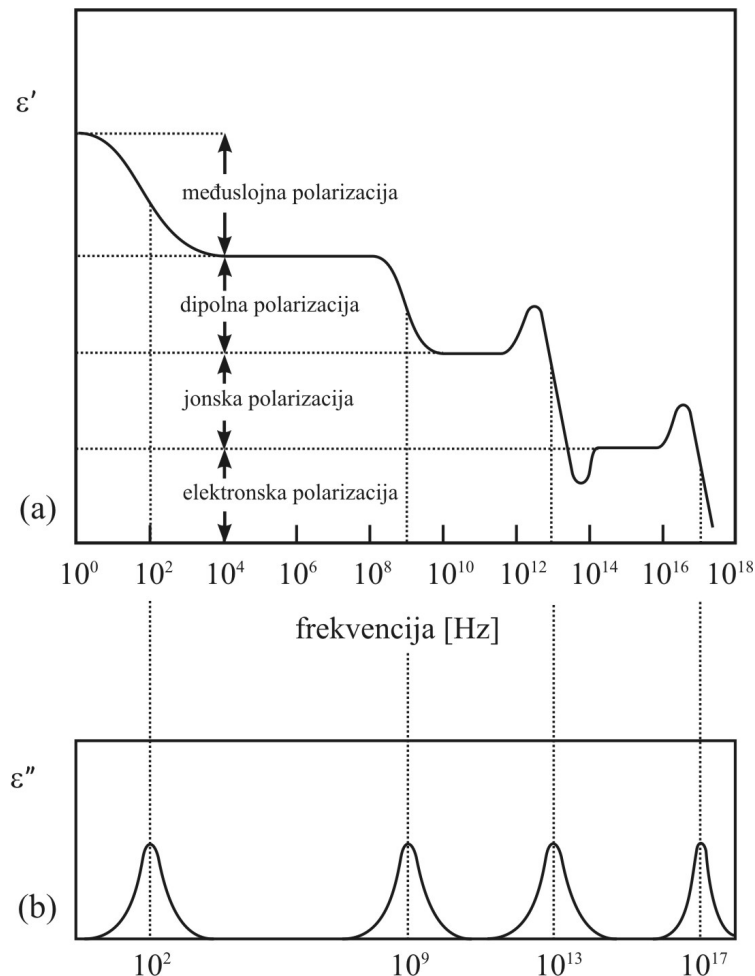 ε′
međuslojna polarizacija
dipolna polarizacija
jonska polarizacija
elektronska polarizacija
(a)
10⁰ 10² 10⁴ 10⁶ 10⁸ 10¹⁰ 10¹² 10¹⁴ 10¹⁶ 10¹⁸
frekvencija [Hz]
ε″
(b)
10² 10⁹ 10¹³ 10¹⁷